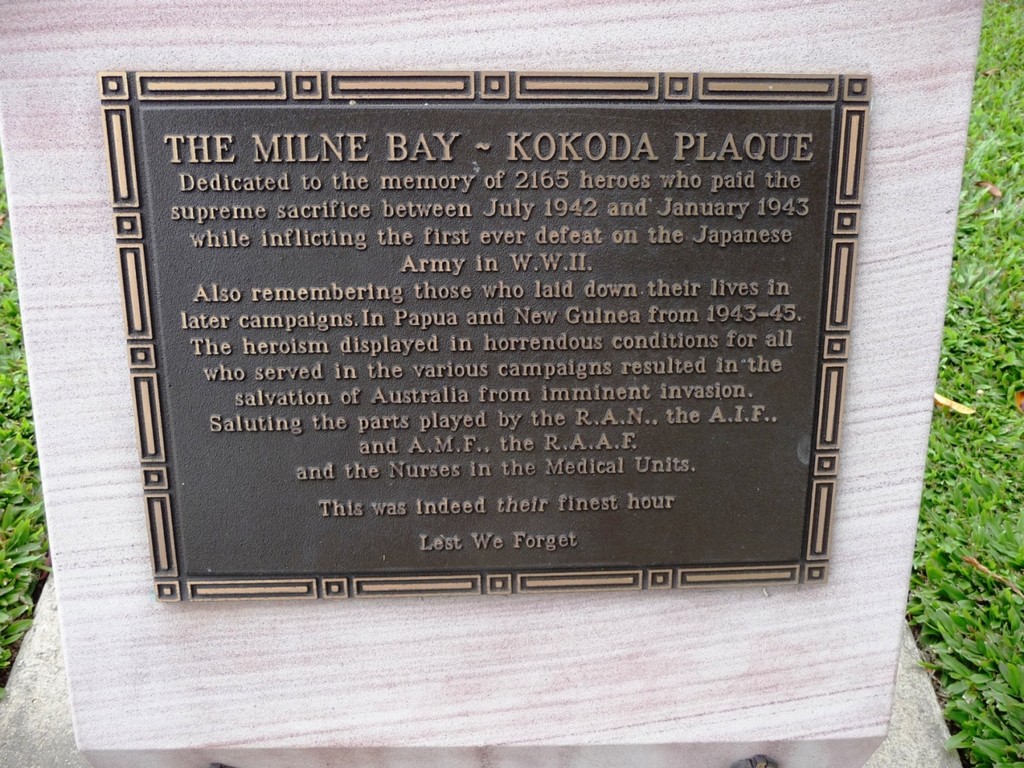 THE MILNE BAY ~ KOKODA PLAQUE
Dedicated to the memory of 2165 heroes who paid the
supreme sacrifice between July 1942 and January 1943
while inflicting the first ever defeat on the Japanese
Army in W.W.II.
Also remembering those who laid down their lives in
later campaigns. In Papua and New Guinea from 1943-45.
The heroism displayed in horrendous conditions for all
who served in the various campaigns resulted in the
salvation of Australia from imminent invasion.
Saluting the parts played by the R.A.N., the A.I.F.,
and A.M.F., the R.A.A.F.
and the Nurses in the Medical Units.
This was indeed their finest hour
Lest We Forget